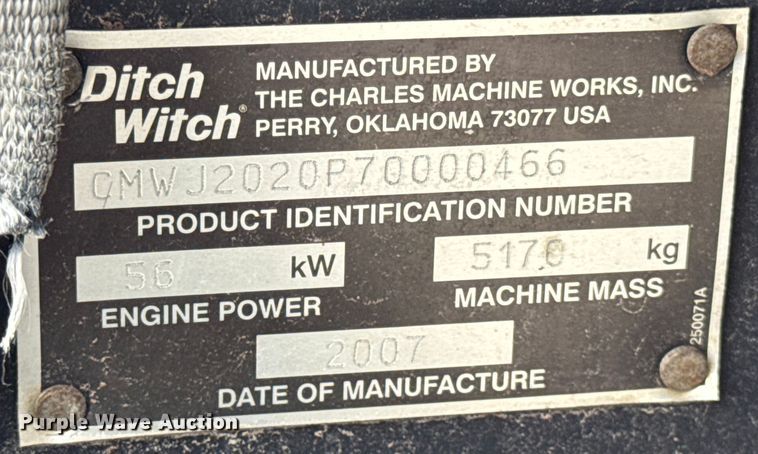 Ditch
Witch®
MANUFACTURED BY
THE CHARLES MACHINE WORKS, INC.
PERRY, OKLAHOMA 73077 USA
CMWJ2020P70000466
PRODUCT IDENTIFICATION NUMBER
56 kW
ENGINE POWER
5170 kg
MACHINE MASS
2007
DATE OF MANUFACTURE
250071A
Purple Wave Auction